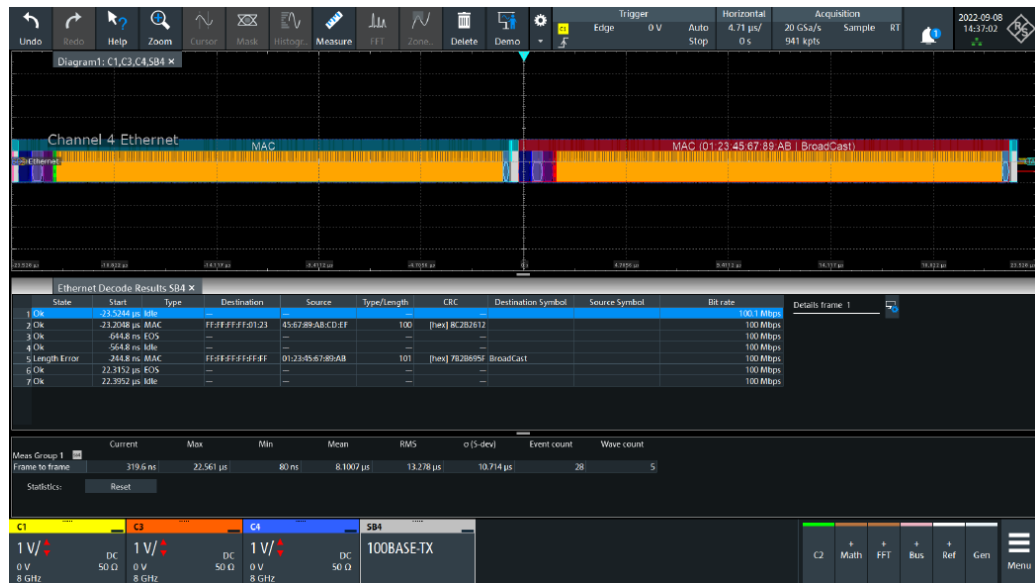 Trigger Horizontal Acquisition 2022-09-08
Edge 0 V Auto 4.71 µs/ 20 GSa/s Sample RT 14:37:02
Stop 0 s 941 kpts
C1
1
R&S
Undo Redo Help Zoom Cursor Mask Histogr... Measure FFT Zone... Delete Demo
Diagram1: C1,C3,C4,SB4 ×
Channel 4 Ethernet
MAC MAC (01:23:45:67:89:AB | BroadCast)
Ethernet
Ethernet Decode Results SB4 ×
State Start Type Destination Source Type/Length CRC Destination Symbol Source Symbol Bit rate
1 Ok -23.5244 µs Idle — — — — 100.1 Mbps
2 Ok -23.2048 µs MAC FF:FF:FF:FF:01:23 45:67:89:AB:CD:EF 100 [hex] 8C2B2612 100 Mbps
3 Ok -644.8 ns EOS — — — — 100 Mbps
4 Ok -564.8 ns Idle — — — — 100 Mbps
5 Length Error -244.8 ns MAC FF:FF:FF:FF:FF:FF 01:23:45:67:89:AB 101 [hex] 7B2B695F BroadCast 100 Mbps
6 Ok 22.3152 µs EOS — — — — 100 Mbps
7 Ok 22.3952 µs Idle — — — — 100 Mbps
Details frame 1
Current Max Min Mean RMS σ (S-dev) Event count Wave count
Meas Group 1 SB4
Frame to frame 319.6 ns 22.561 µs 80 ns 8.1007 µs 13.278 µs 10.714 µs 28 5
Statistics: Reset
C1 C3 C4 SB4
1 V/ 1 V/ 1 V/ 100BASE-TX
DC DC DC
0 V 50 Ω 0 V 50 Ω 0 V 50 Ω
8 GHz 8 GHz 8 GHz
C2 + Math + FFT + Bus + Ref Gen Menu